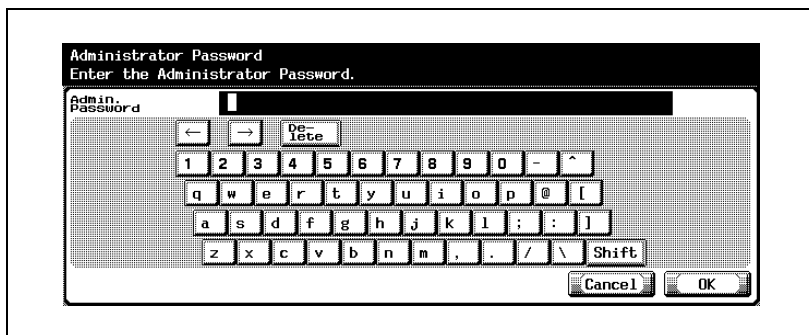 Administrator Password
Enter the Administrator Password.
Admin.
Password
← → De-
lete
1 2 3 4 5 6 7 8 9 0 - ^
q w e r t y u i o p @ [
a s d f g h j k l ; : ]
z x c v b n m , . / \ Shift
Cancel OK